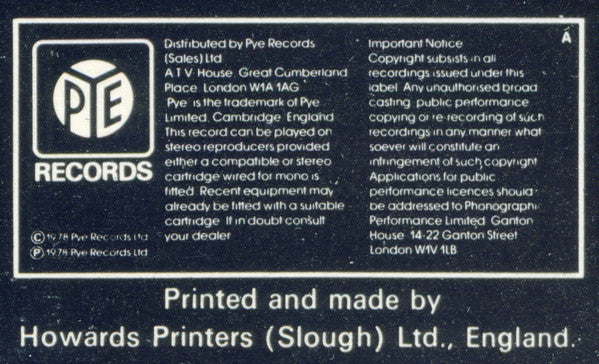 PYE
RECORDS
© 1978 Pye Records Ltd
℗ 1978 Pye Records Ltd
Distributed by Pye Records
(Sales) Ltd
A T V House Great Cumberland
Place London W1A 1AG
'Pye' is the trademark of Pye
Limited. Cambridge England
This record can be played on
stereo reproducers provided
either a compatible or stereo
cartridge wired for mono is
fitted Recent equipment may
already be fitted with a suitable
cartridge If in doubt consult
your dealer
A
Important Notice
Copyright subsists in all
recordings issued under this
label Any unauthorised broad
casting public performance
copying or re-recording of such
recordings in any manner what
soever will constitute an
infringement of such copyright
Applications for public
performance licences should
be addressed to Phonographi
Performance Limited Ganton
House 14-22 Ganton Street
London W1V 1LB
Printed and made by
Howards Printers (Slough) Ltd., England.